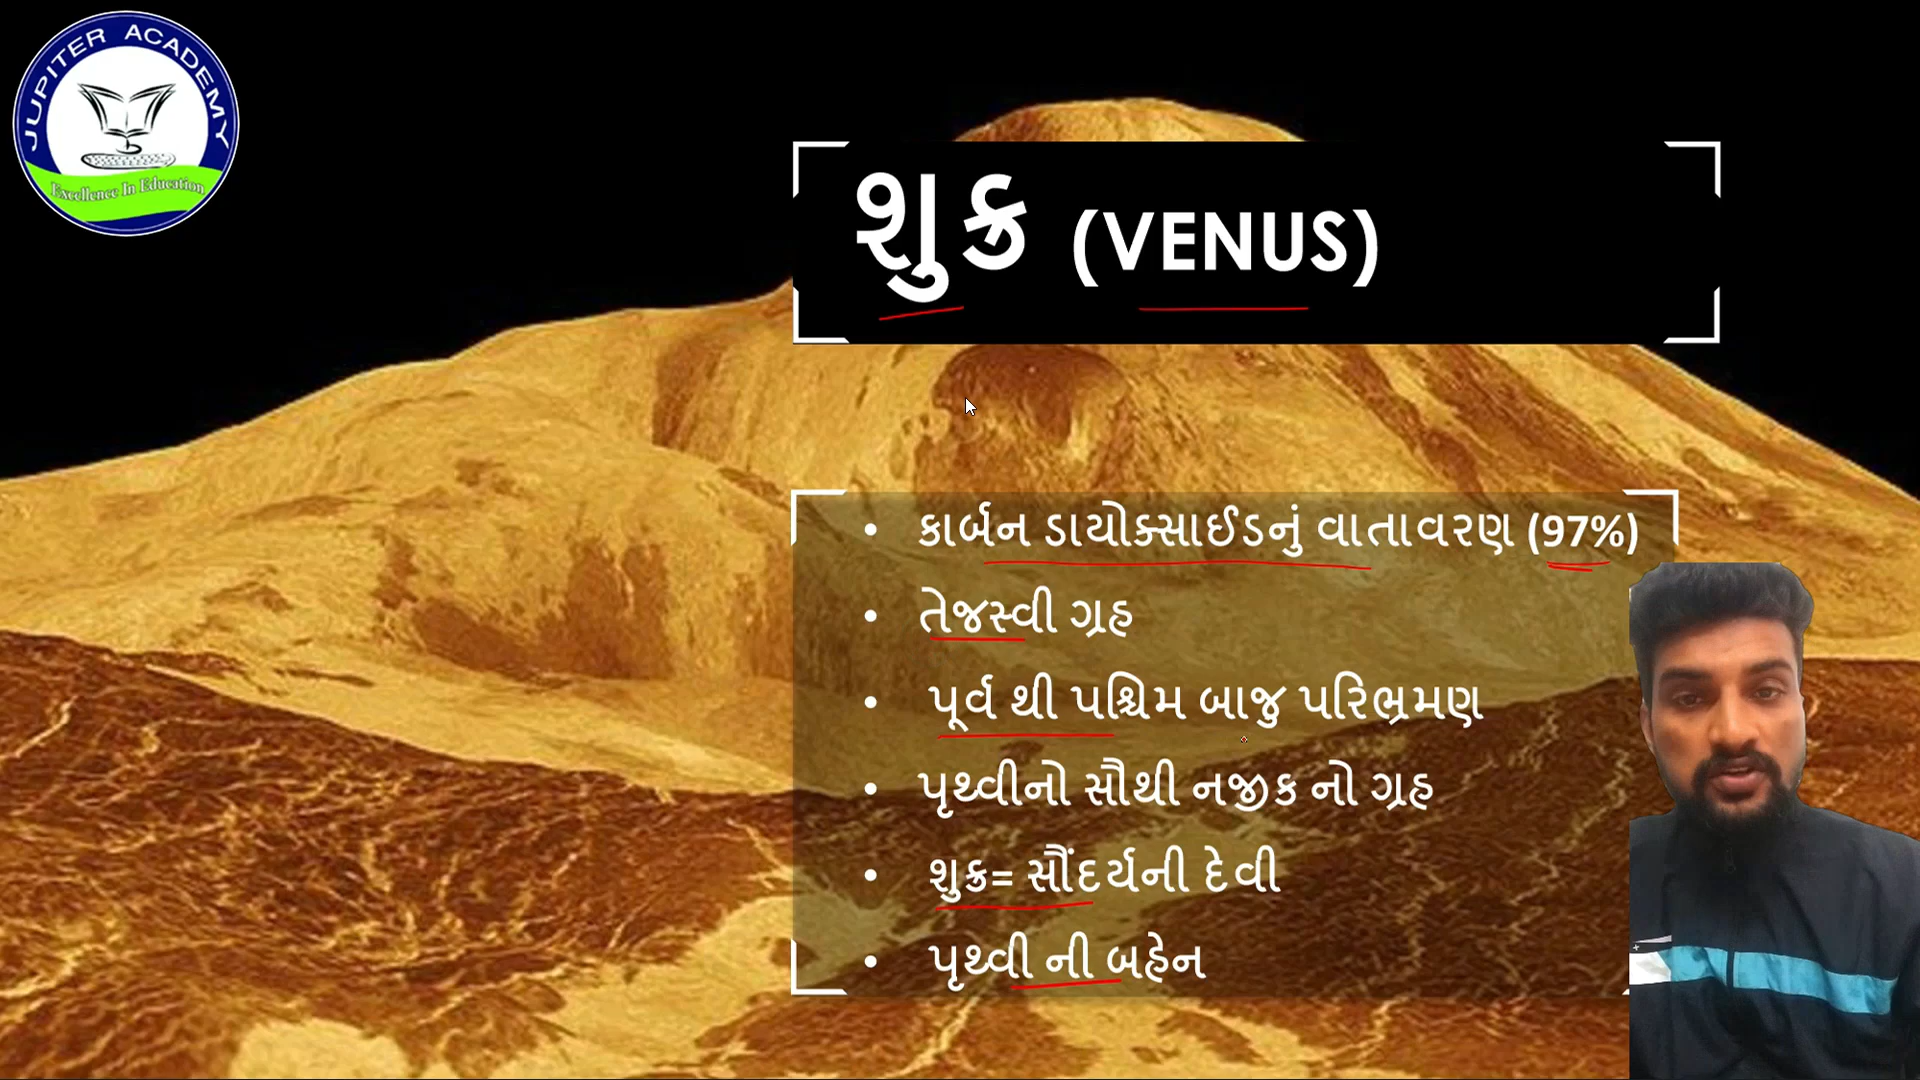 JUPITER ACADEMY
Excellence In Education
શુક્ર (VENUS)
• કાર્બન ડાયોક્સાઈડનું વાતાવરણ (97%)
• તેજસ્વી ગ્રહ
• પૂર્વ થી પશ્ચિમ બાજુ પરિભ્રમણ
• પૃથ્વીનો સૌથી નજીક નો ગ્રહ
• શુક્ર= સૌંદર્યની દેવી
• પૃથ્વી ની બહેન